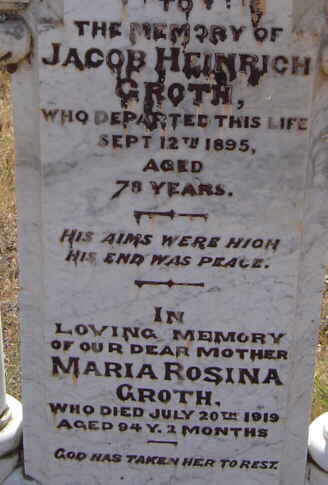 TO
THE MEMORY OF
JACOB HEINRICH
GROTH,
WHO DEPARTED THIS LIFE
SEPT 12TH 1895,
AGED
78 YEARS.
HIS AIMS WERE HIGH
HIS END WAS PEACE.
IN
LOVING MEMORY
OF OUR DEAR MOTHER
MARIA ROSINA
GROTH.
WHO DIED JULY 20TH 1919
AGED 94 Y. 2 MONTHS
GOD HAS TAKEN HER TO REST.